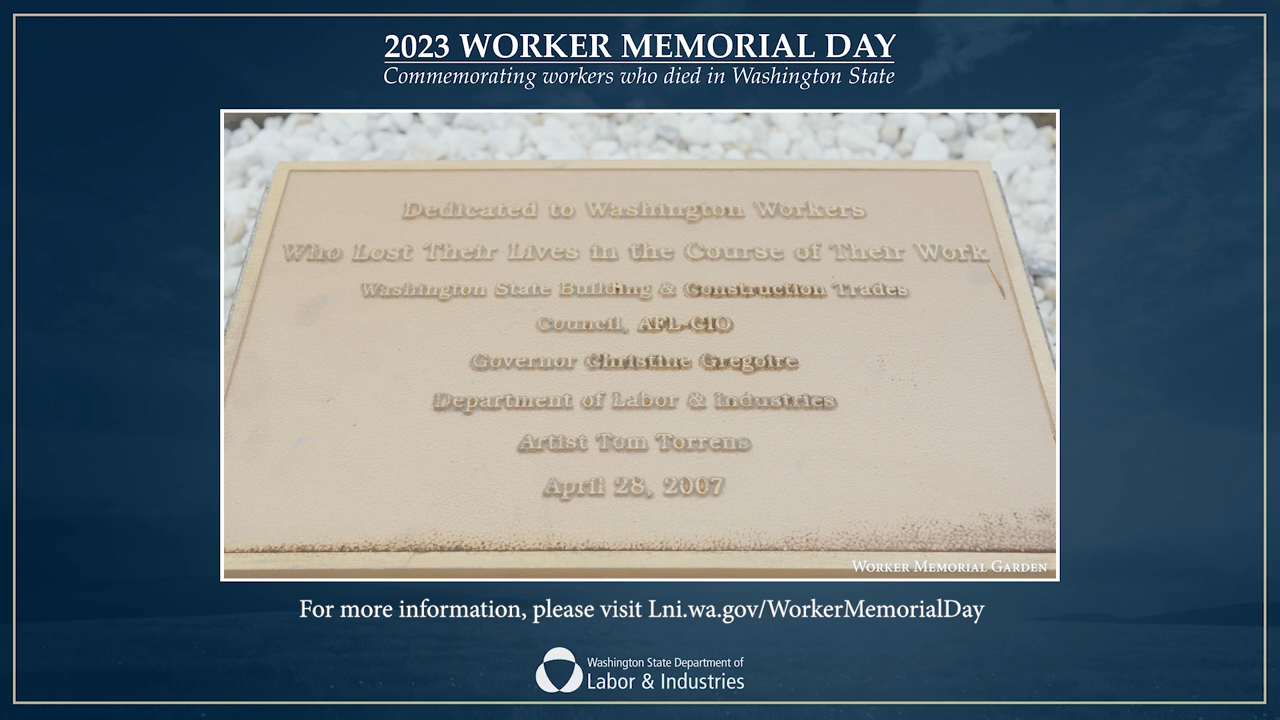 2023 WORKER MEMORIAL DAY
Commemorating workers who died in Washington State
Dedicated to Washington Workers
Who Lost Their Lives in the Course of Their Work
Washington State Building & Construction Trades
Council, AFL-CIO
Governor Christine Gregoire
Department of Labor & Industries
Artist Tom Torrens
April 28, 2007
WORKER MEMORIAL GARDEN
For more information, please visit Lni.wa.gov/WorkerMemorialDay
Washington State Department of
Labor & Industries